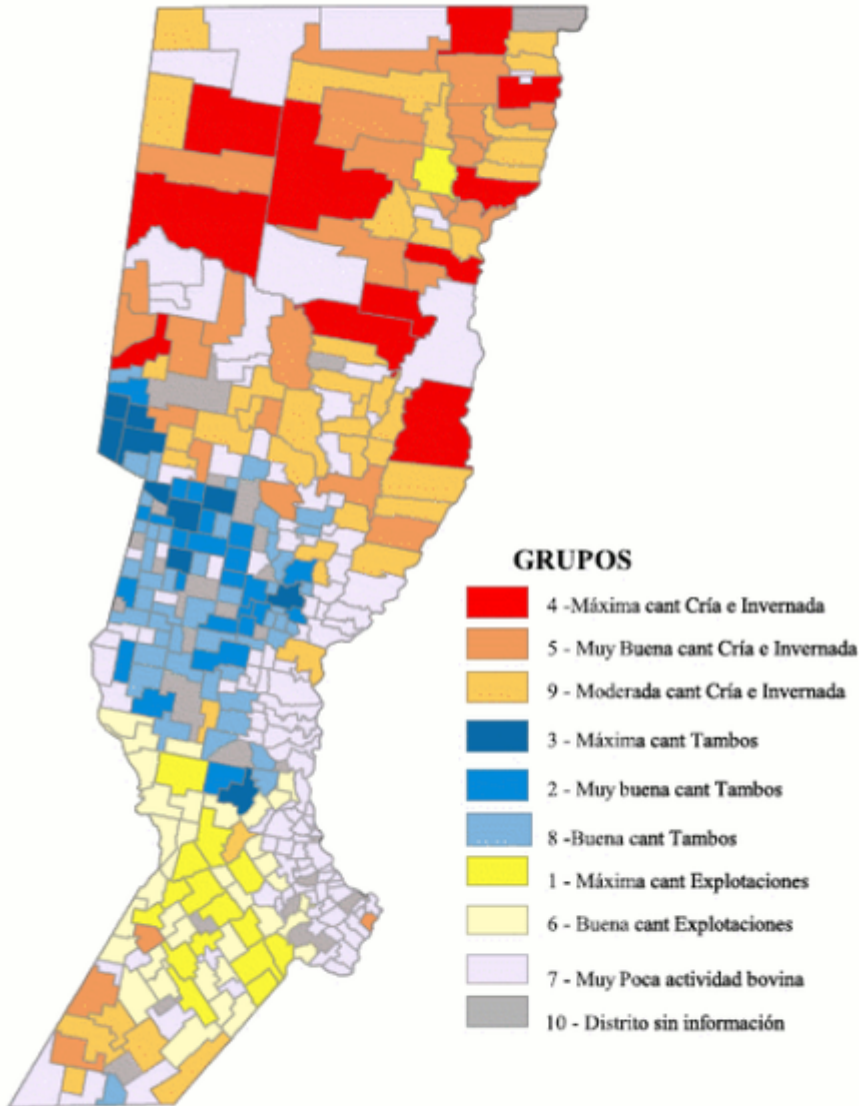 GRUPOS
4 -Máxima cant Cría e Invernada
5 - Muy Buena cant Cría e Invernada
9 - Moderada cant Cría e Invernada
3 - Máxima cant Tambos
2 - Muy buena cant Tambos
8 -Buena cant Tambos
1 - Máxima cant Explotaciones
6 - Buena cant Explotaciones
7 - Muy Poca actividad bovina
10 - Distrito sin información